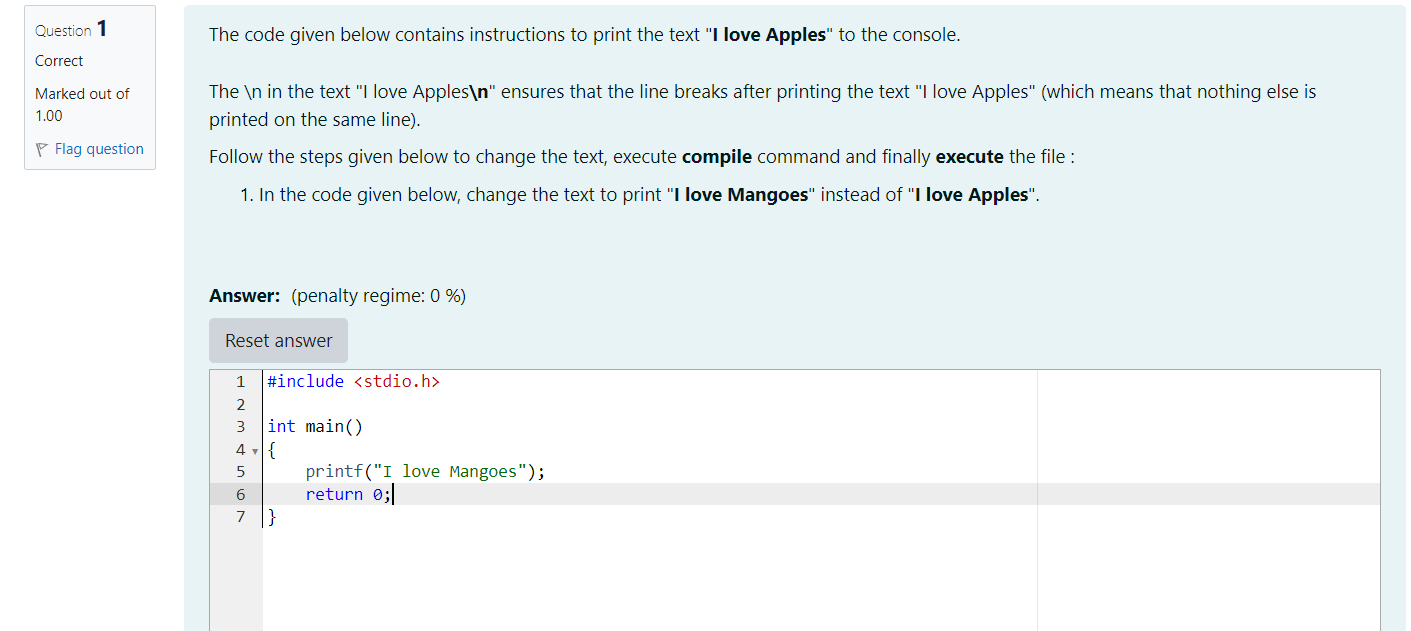 Question 1
Correct
Marked out of
1.00
Flag question
The code given below contains instructions to print the text "I love Apples" to the console.
The \n in the text "I love Apples\n" ensures that the line breaks after printing the text "I love Apples" (which means that nothing else is
printed on the same line).
Follow the steps given below to change the text, execute compile command and finally execute the file :
1. In the code given below, change the text to print "I love Mangoes" instead of "I love Apples".
Answer: (penalty regime: 0 %)
Reset answer
1 #include <stdio.h>
2
3 int main()
4 {
5     printf("I love Mangoes");
6     return 0;
7 }